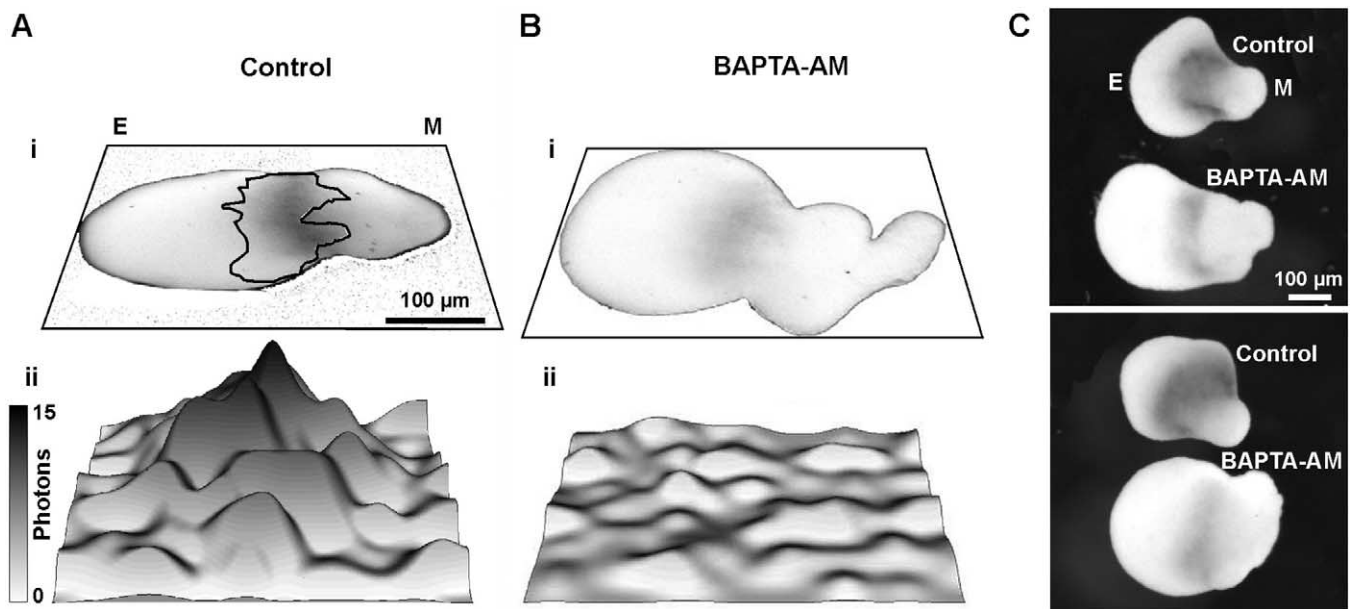 A
Control
E
M
i
100 µm
ii
15
Photons
0
B
BAPTA-AM
i
ii
C
Control
E
M
BAPTA-AM
100 µm
Control
BAPTA-AM